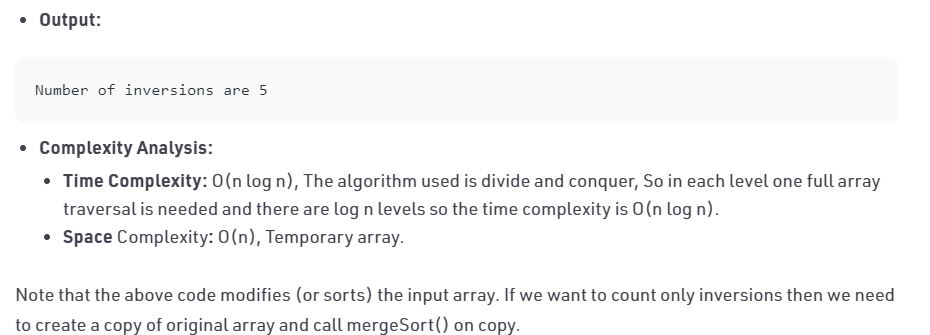 • Output:
Number of inversions are 5
• Complexity Analysis:
• Time Complexity: O(n log n), The algorithm used is divide and conquer, So in each level one full array
traversal is needed and there are log n levels so the time complexity is O(n log n).
• Space Complexity: O(n), Temporary array.
Note that the above code modifies (or sorts) the input array. If we want to count only inversions then we need
to create a copy of original array and call mergeSort() on copy.